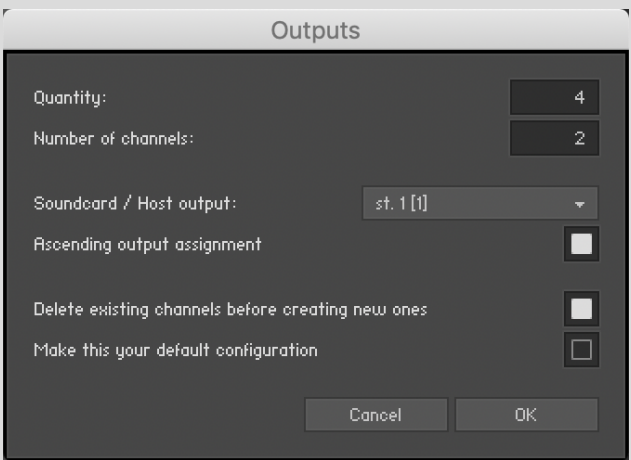 Outputs
Quantity: 4
Number of channels: 2
Soundcard / Host output: st. 1 [1]
Ascending output assignment
Delete existing channels before creating new ones
Make this your default configuration
Cancel OK